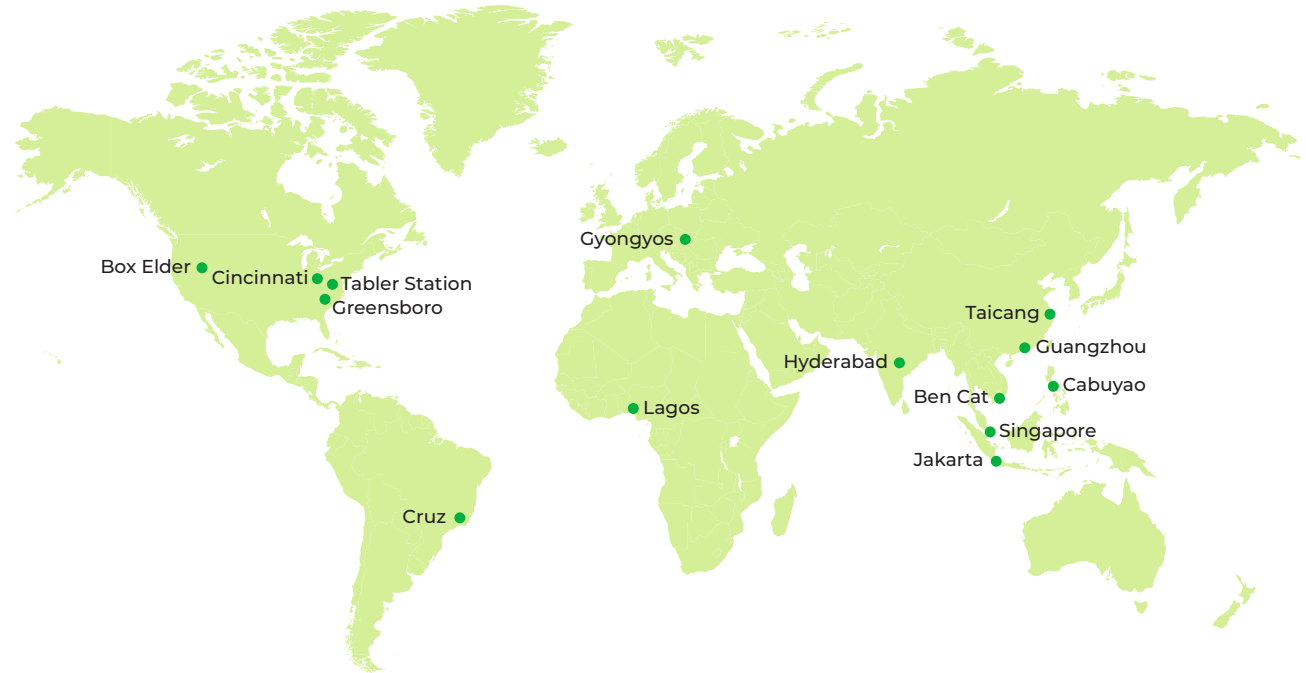 Gyongyos
Box Elder
Cincinnati
Tabler Station
Greensboro
Taicang
Guangzhou
Hyderabad
Cabuyao
Ben Cat
Lagos
Singapore
Jakarta
Cruz